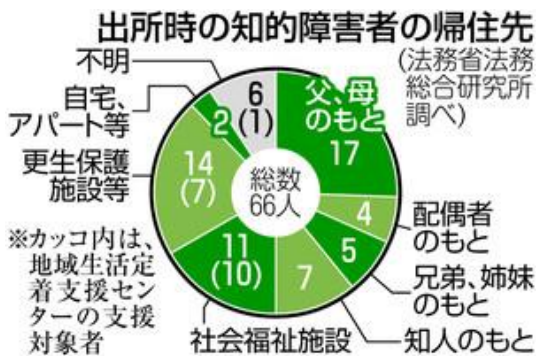 出所時の知的障害者の帰住先
(法務省法務
総合研究所
調べ)
父、母
のもと
17
4
配偶者
のもと
5
兄弟、姉妹
のもと
7
知人のもと
11
(10)
社会福祉施設
14
(7)
更生保護
施設等
2
自宅、
アパート等
6
(1)
不明
総数
66人
※カッコ内は、
地域生活定
着支援セン
ターの支援
対象者